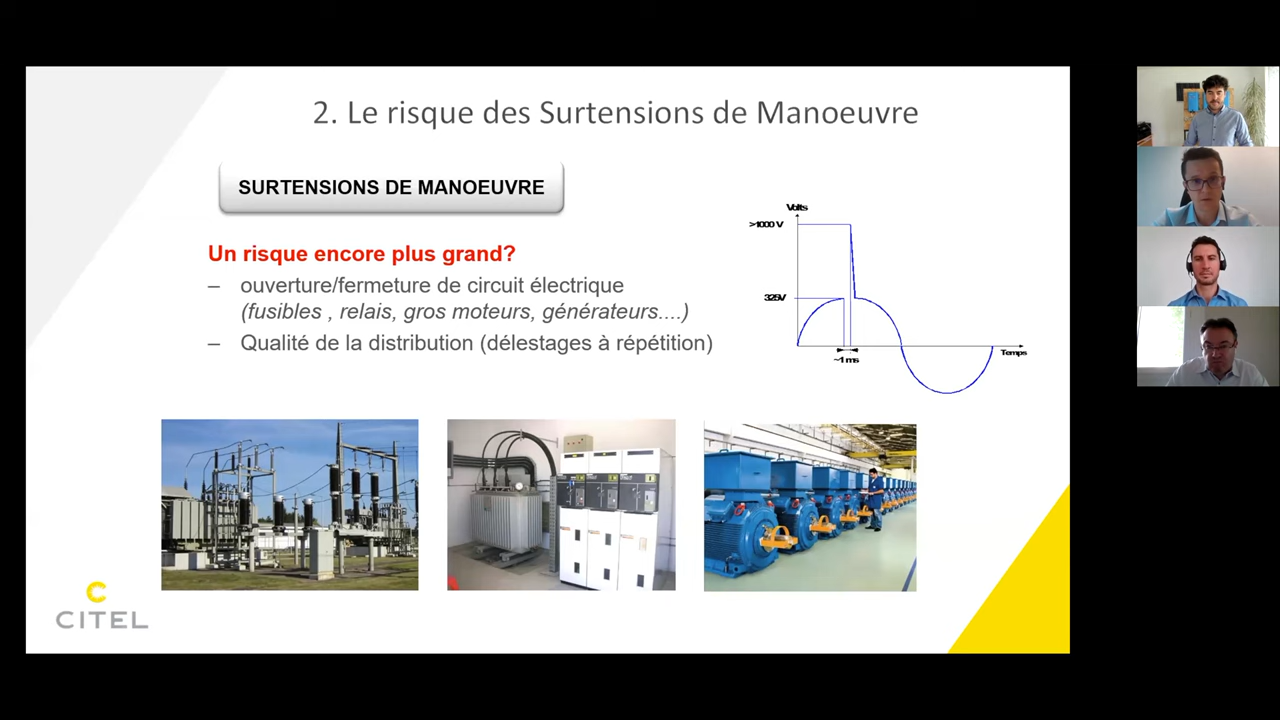 2. Le risque des Surtensions de Manoeuvre
SURTENSIONS DE MANOEUVRE
Un risque encore plus grand?
– ouverture/fermeture de circuit électrique
(fusibles , relais, gros moteurs, générateurs....)
– Qualité de la distribution (délestages à répétition)
Volts
>1000 V
325V
Temps
~1 ms
C
CITEL